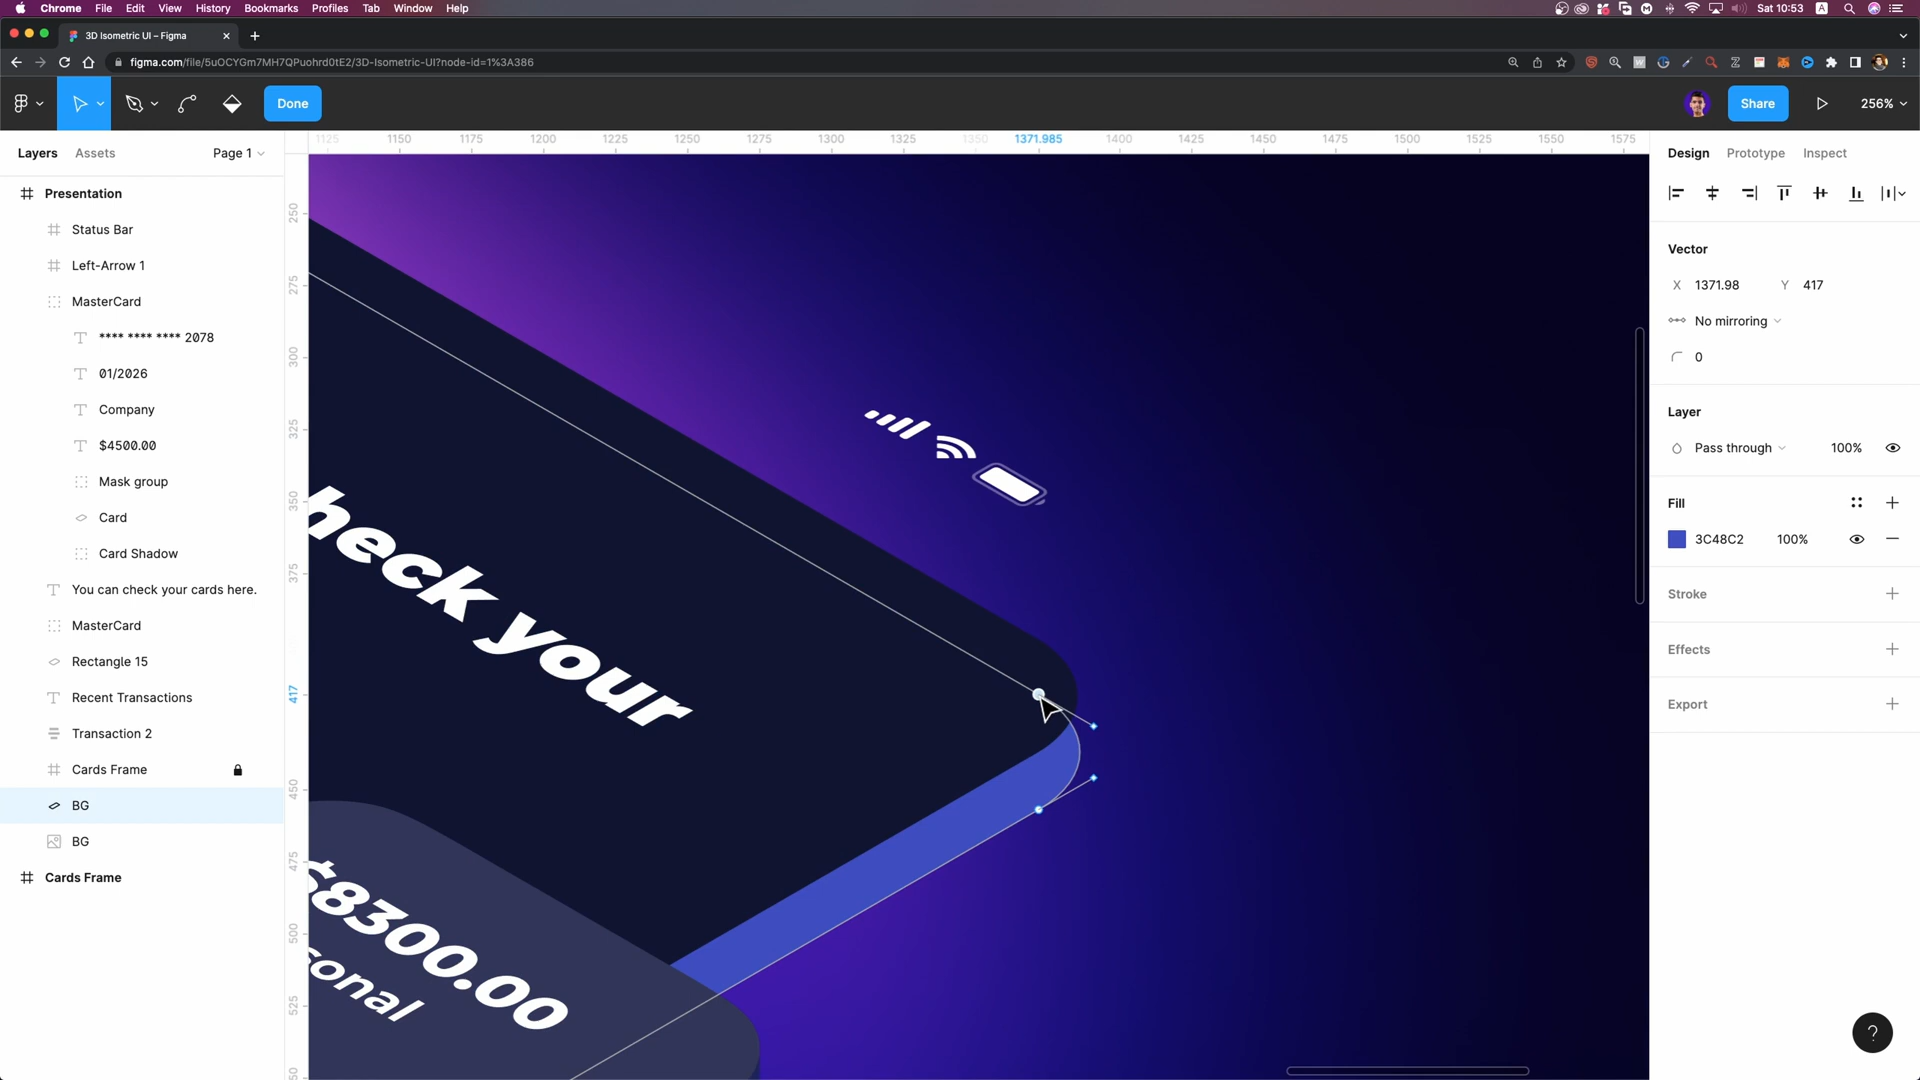 Chrome File Edit View History Bookmarks Profiles Tab Window Help
Sat 10:53 A
3D Isometric UI – Figma
figma.com/file/5uOCYGm7MH7QPuohrd0tE2/3D-Isometric-UI?node-id=1%3A386
Done
Share
256%
Layers Assets Page 1
1125 1150 1175 1200 1225 1250 1275 1300 1325 1350 1371.985 1400 1425 1450 1475 1500 1525 1550 1575
Design Prototype Inspect
Presentation
Status Bar
Left-Arrow 1
MasterCard
**** **** **** 2078
01/2026
Company
$4500.00
Mask group
Card
Card Shadow
You can check your cards here.
MasterCard
Rectangle 15
Recent Transactions
Transaction 2
Cards Frame
BG
BG
Cards Frame
250
275
300
325
350
375
417
450
475
500
525
heck your
$8300.00
sonal
Vector
X 1371.98 Y 417
No mirroring
0
Layer
Pass through 100%
Fill
3C48C2 100%
Stroke
Effects
Export
?